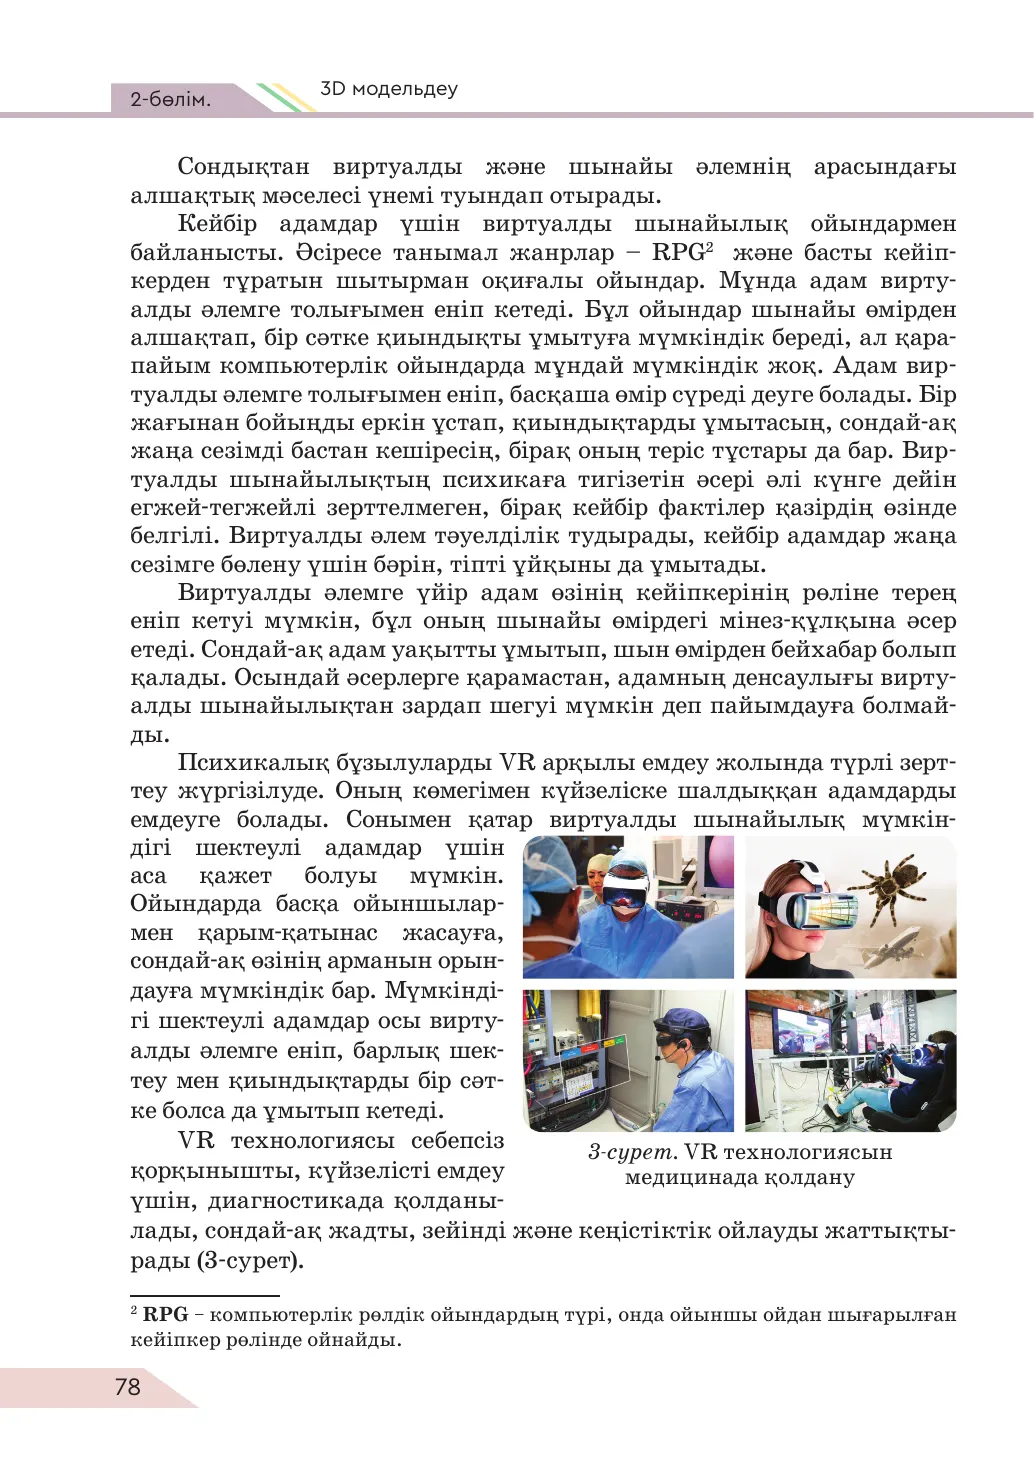 2-бөлім.
3D модельдеу
Сондықтан виртуалды және шынайы әлемнің арасындағы
алшақтық мәселесі үнемі туындап отырады.
Кейбір адамдар үшін виртуалды шынайылық ойындармен
байланысты. Әсіресе танымал жанрлар – RPG² және басты кейіп-
керден тұратын шытырман оқиғалы ойындар. Мұнда адам вирту-
алды әлемге толығымен еніп кетеді. Бұл ойындар шынайы өмірден
алшақтап, бір сәтке қиындықты ұмытуға мүмкіндік береді, ал қара-
пайым компьютерлік ойындарда мұндай мүмкіндік жоқ. Адам вир-
туалды әлемге толығымен еніп, басқаша өмір сүреді деуге болады. Бір
жағынан бойыңды еркін ұстап, қиындықтарды ұмытасың, сондай-ақ
жаңа сезімді бастан кешіресің, бірақ оның теріс тұстары да бар. Вир-
туалды шынайылықтың психикаға тигізетін әсері әлі күнге дейін
егжей-тегжейлі зерттелмеген, бірақ кейбір фактілер қазірдің өзінде
белгілі. Виртуалды әлем тәуелділік тудырады, кейбір адамдар жаңа
сезімге бөлену үшін бәрін, тіпті ұйқыны да ұмытады.
Виртуалды әлемге үйір адам өзінің кейіпкерінің рөліне терең
еніп кетуі мүмкін, бұл оның шынайы өмірдегі мінез-құлқына әсер
етеді. Сондай-ақ адам уақытты ұмытып, шын өмірден бейхабар болып
қалады. Осындай әсерлерге қарамастан, адамның денсаулығы вирту-
алды шынайылықтан зардап шегуі мүмкін деп пайымдауға болмай-
ды.
Психикалық бұзылуларды VR арқылы емдеу жолында түрлі зерт-
теу жүргізілуде. Оның көмегімен күйзеліске шалдыққан адамдарды
емдеуге болады. Сонымен қатар виртуалды шынайылық мүмкін-
дігі шектеулі адамдар үшін
аса қажет болуы мүмкін.
Ойындарда басқа ойыншылар-
мен қарым-қатынас жасауға,
сондай-ақ өзінің арманын орын-
дауға мүмкіндік бар. Мүмкінді-
гі шектеулі адамдар осы вирту-
алды әлемге еніп, барлық шек-
теу мен қиындықтарды бір сәт-
ке болса да ұмытып кетеді.
VR технологиясы себепсіз
қорқынышты, күйзелісті емдеу
үшін, диагностикада қолданы-
лады, сондай-ақ жадты, зейінді және кеңістіктік ойлауды жаттықты-
рады (3-сурет).
3-сурет. VR технологиясын
медицинада қолдану
² RPG – компьютерлік рөлдік ойындардың түрі, онда ойыншы ойдан шығарылған
кейіпкер рөлінде ойнайды.
78